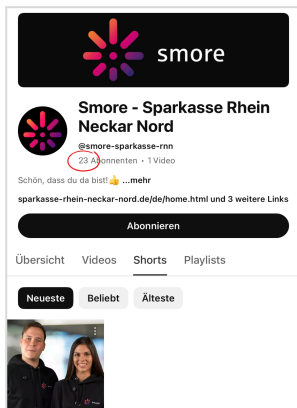 smore
Smore - Sparkasse Rhein
Neckar Nord
@smore-sparkasse-rnn
23 Abonnenten • 1 Video
Schön, dass du da bist!👍 ...mehr
sparkasse-rhein-neckar-nord.de/de/home.html und 3 weitere Links
Abonnieren
Übersicht Videos Shorts Playlists
Neueste Beliebt Älteste